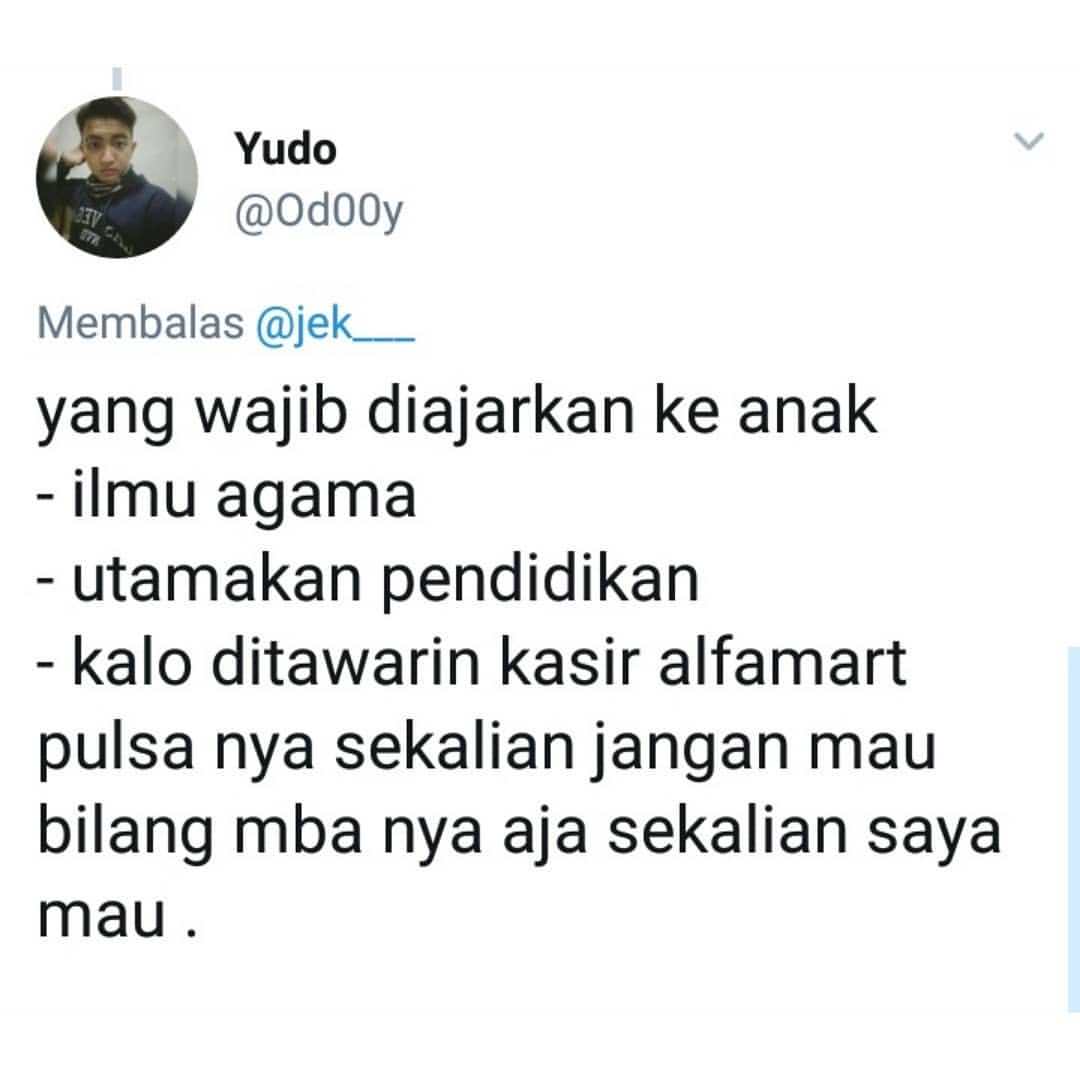 Yudo
@Od00y
Membalas @jek___
yang wajib diajarkan ke anak
- ilmu agama
- utamakan pendidikan
- kalo ditawarin kasir alfamart
pulsa nya sekalian jangan mau
bilang mba nya aja sekalian saya
mau .